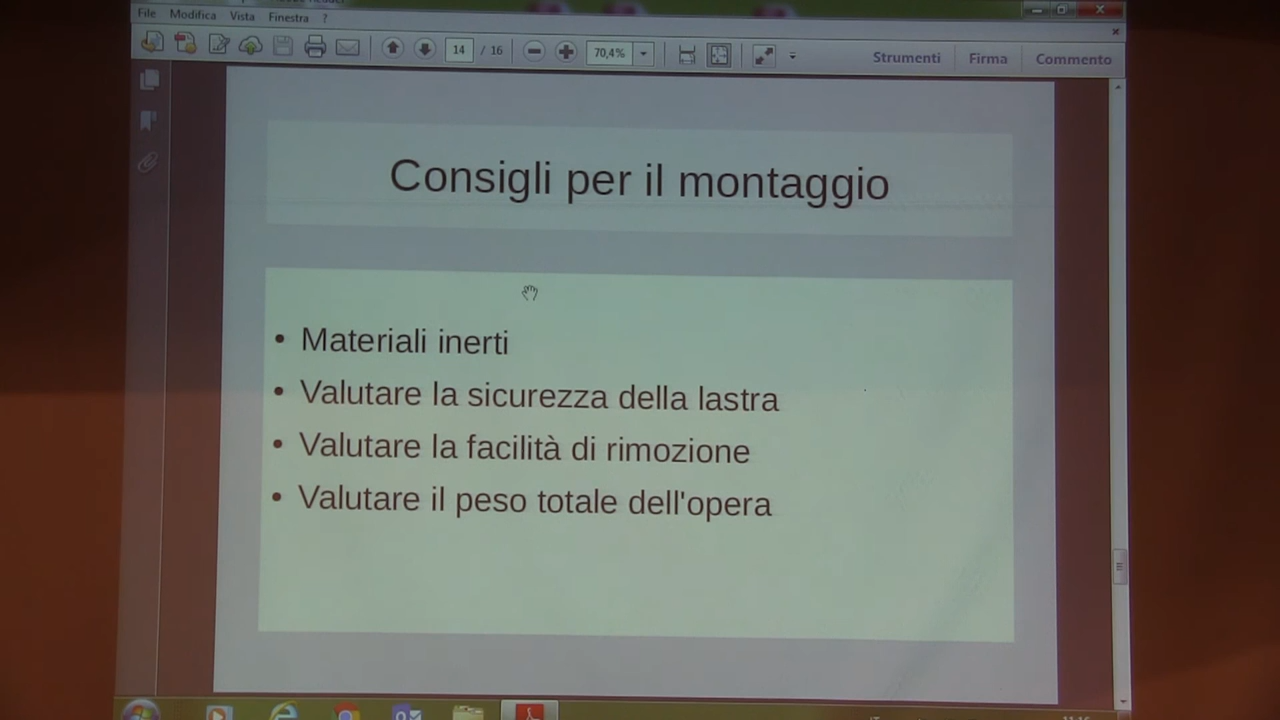 File Modifica Vista Finestra ?
14 / 16 70,4% Strumenti Firma Commento
Consigli per il montaggio
• Materiali inerti
• Valutare la sicurezza della lastra
• Valutare la facilità di rimozione
• Valutare il peso totale dell'opera